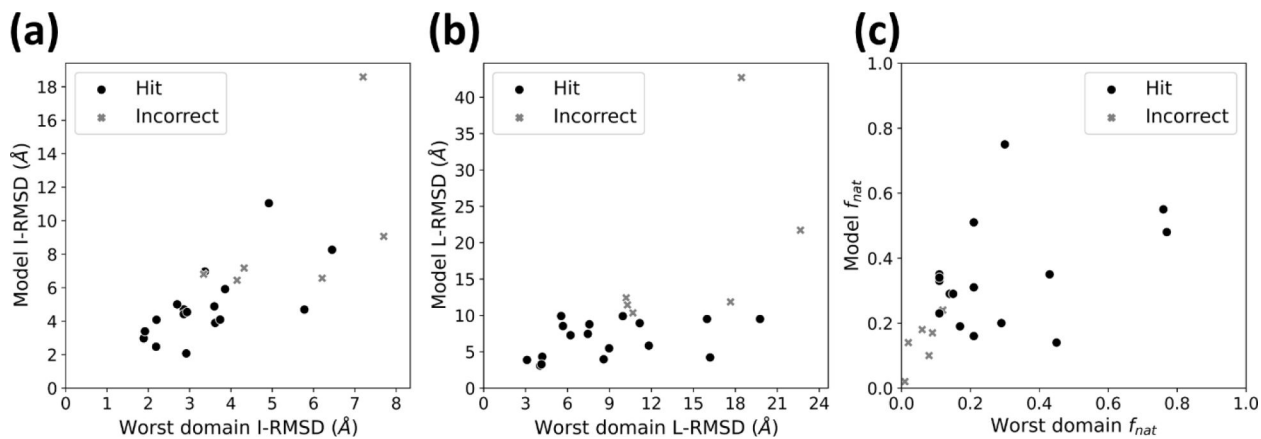 (a)
Hit
Incorrect
Model I-RMSD (Å)
18
16
14
12
10
8
6
4
2
0
0 1 2 3 4 5 6 7 8
Worst domain I-RMSD (Å)
(b)
Hit
Incorrect
Model L-RMSD (Å)
40
35
30
25
20
15
10
5
0
0 3 6 9 12 15 18 21 24
Worst domain L-RMSD (Å)
(c)
Hit
Incorrect
Model fnat
1.0
0.8
0.6
0.4
0.2
0.0
0.0 0.2 0.4 0.6 0.8 1.0
Worst domain fnat